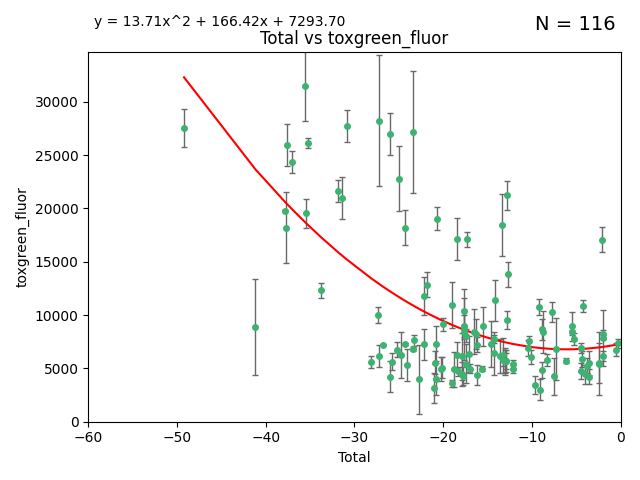 y = 13.71x^2 + 166.42x + 7293.70
N = 116
Total vs toxgreen_fluor
30000
25000
20000
15000
10000
5000
0
toxgreen_fluor
−60
−50
−40
−30
−20
−10
0
Total